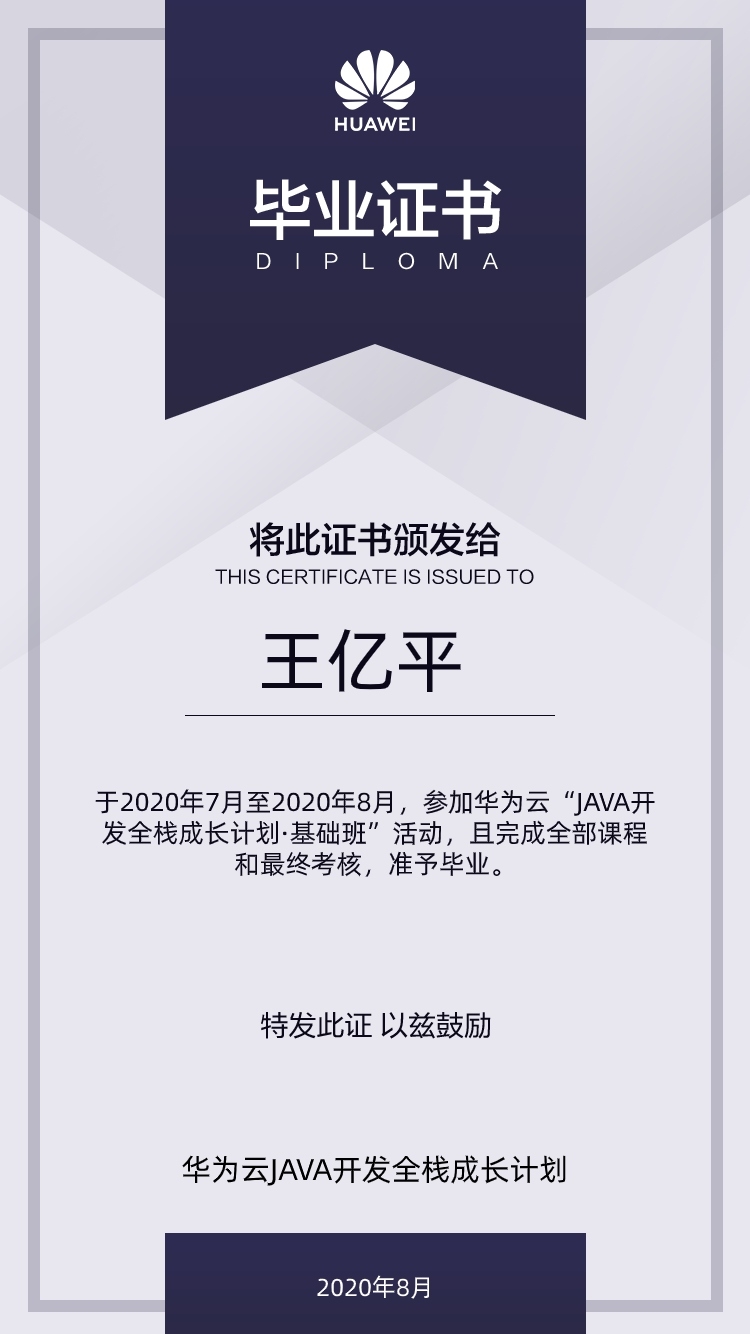 HUAWEI
毕业证书
DIPLOMA
将此证书颁发给
THIS CERTIFICATE IS ISSUED TO
王亿平
于2020年7月至2020年8月，参加华为云“JAVA开
发全栈成长计划·基础班”活动，且完成全部课程
和最终考核，准予毕业。
特发此证 以兹鼓励
华为云JAVA开发全栈成长计划
2020年8月